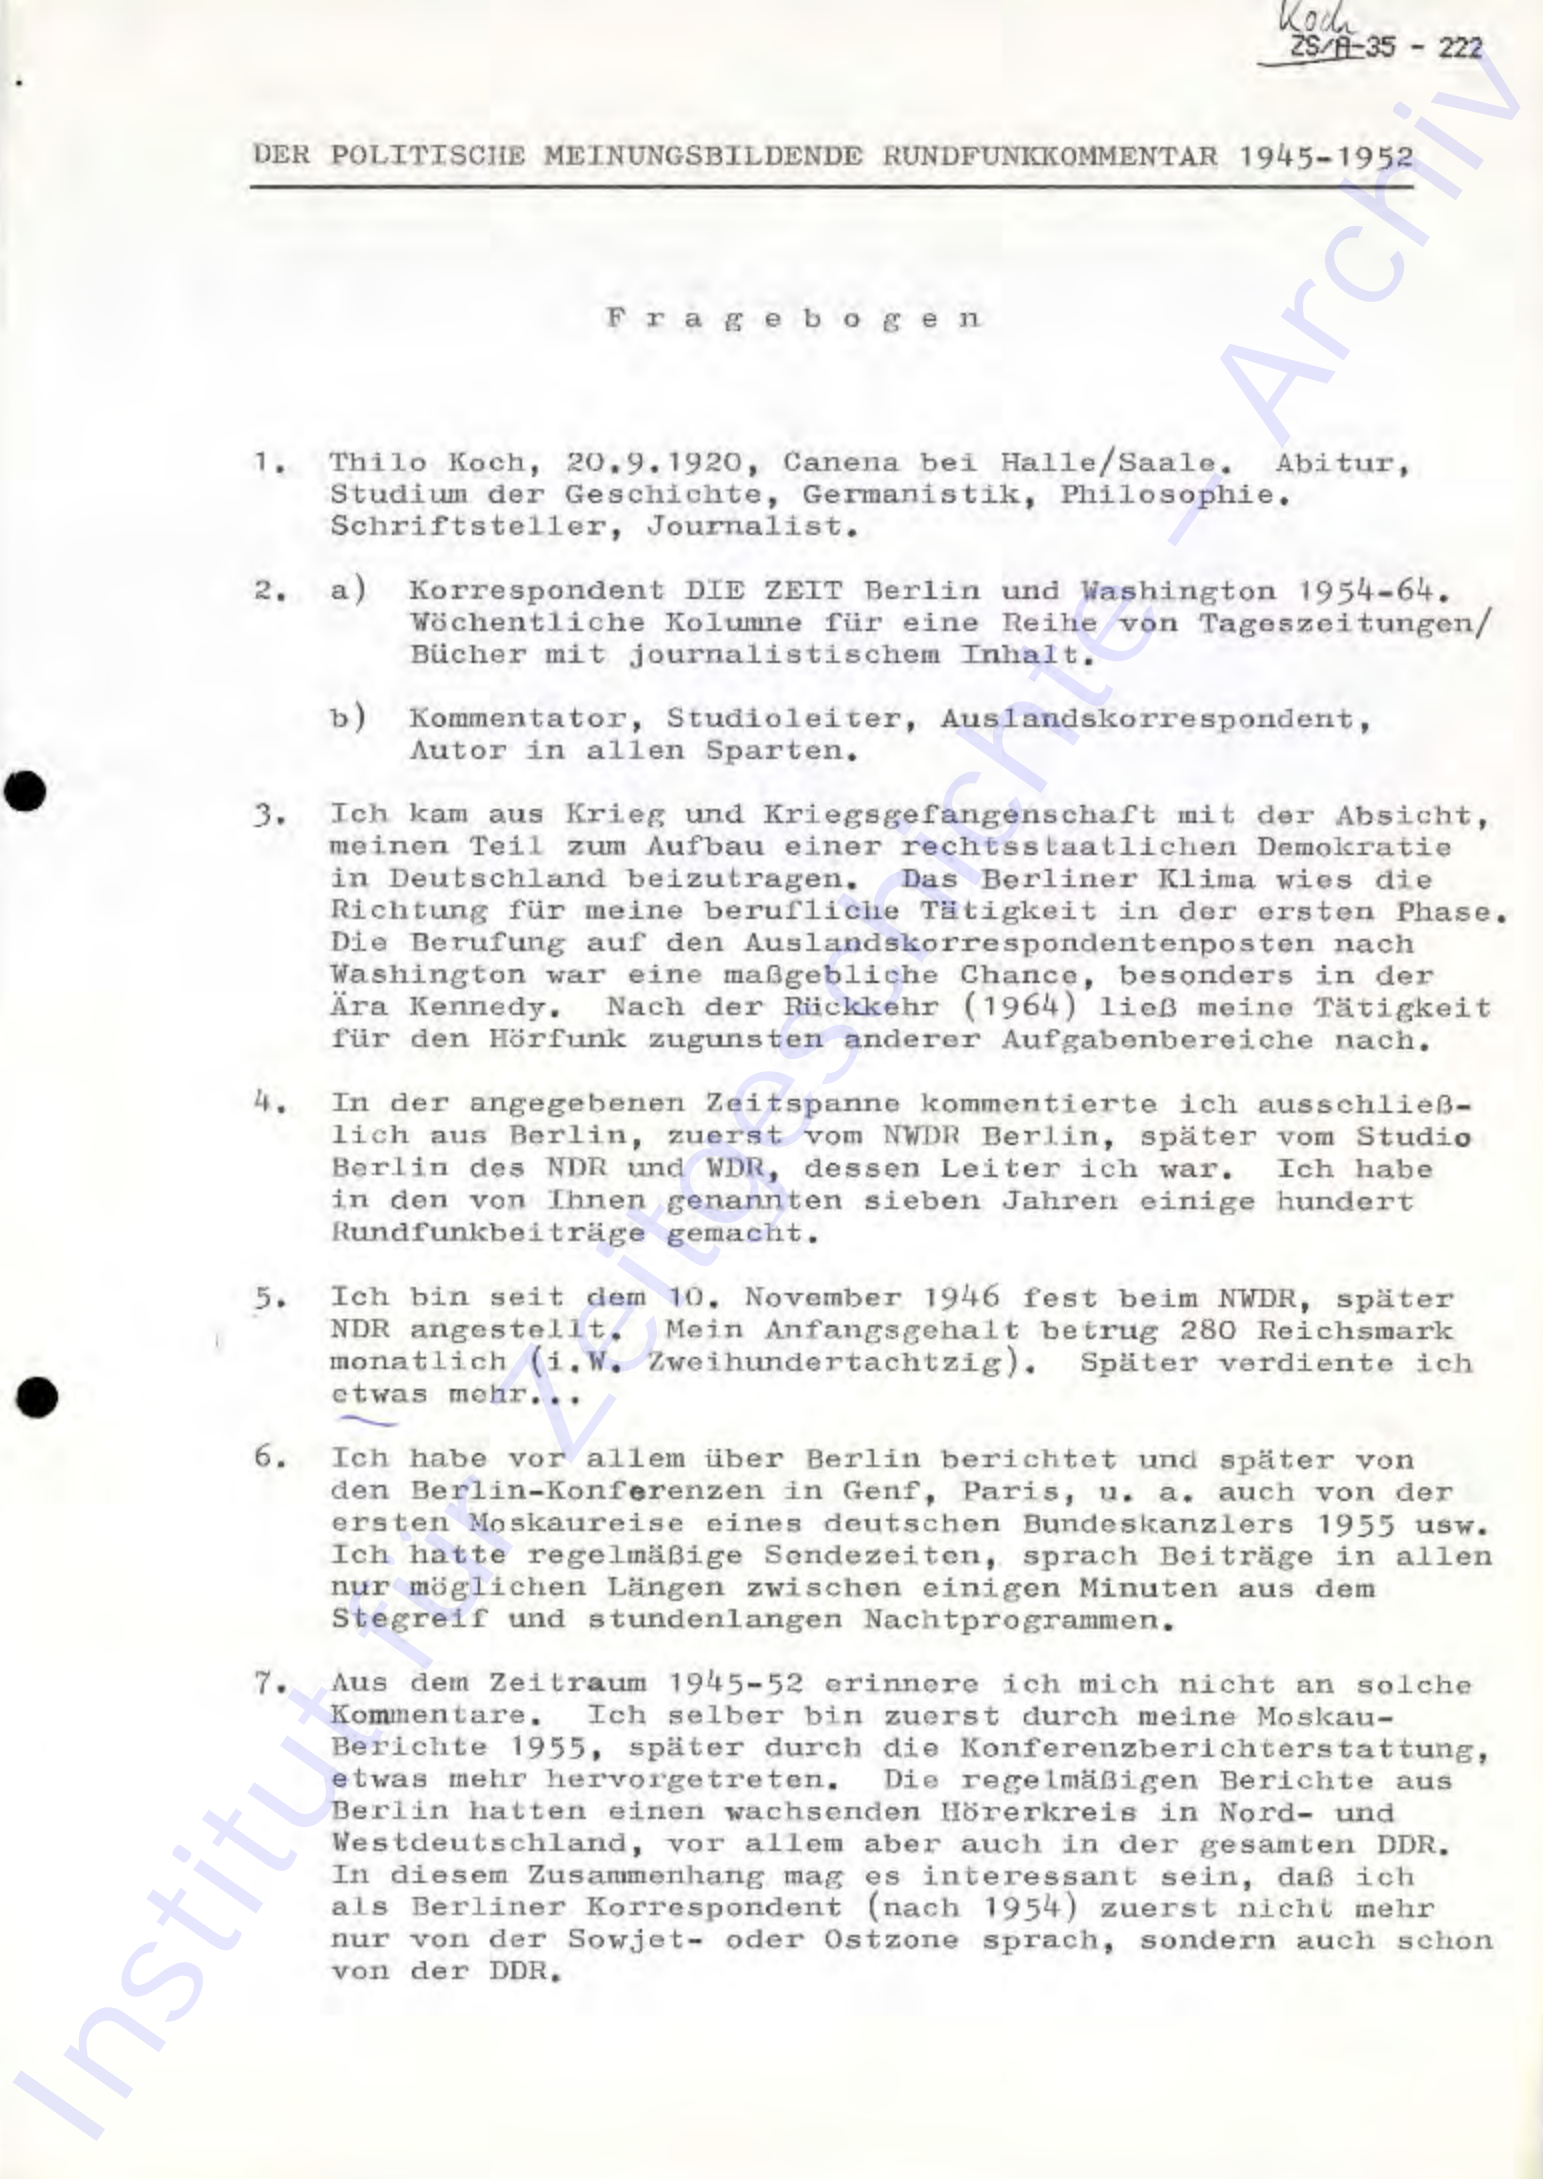 Koch
ZS/A-35 - 222
DER POLITISCHE MEINUNGSBILDENDE RUNDFUNKKOMMENTAR 1945-1952
F r a g e b o g e n
1. Thilo Koch, 20.9.1920, Canena bei Halle/Saale. Abitur,
Studium der Geschichte, Germanistik, Philosophie.
Schriftsteller, Journalist.
2. a) Korrespondent DIE ZEIT Berlin und Washington 1954-64.
Wöchentliche Kolumne für eine Reihe von Tageszeitungen/
Bücher mit journalistischem Inhalt.
b) Kommentator, Studioleiter, Auslandskorrespondent,
Autor in allen Sparten.
3. Ich kam aus Krieg und Kriegsgefangenschaft mit der Absicht,
meinen Teil zum Aufbau einer rechtsstaatlichen Demokratie
in Deutschland beizutragen. Das Berliner Klima wies die
Richtung für meine berufliche Tätigkeit in der ersten Phase.
Die Berufung auf den Auslandskorrespondentenposten nach
Washington war eine maßgebliche Chance, besonders in der
Ära Kennedy. Nach der Rückkehr (1964) ließ meine Tätigkeit
für den Hörfunk zugunsten anderer Aufgabenbereiche nach.
4. In der angegebenen Zeitspanne kommentierte ich ausschließ-
lich aus Berlin, zuerst vom NWDR Berlin, später vom Studio
Berlin des NDR und WDR, dessen Leiter ich war. Ich habe
in den von Ihnen genannten sieben Jahren einige hundert
Rundfunkbeiträge gemacht.
5. Ich bin seit dem 10. November 1946 fest beim NWDR, später
NDR angestellt. Mein Anfangsgehalt betrug 280 Reichsmark
monatlich (i.W. Zweihundertachtzig). Später verdiente ich
etwas mehr...
6. Ich habe vor allem über Berlin berichtet und später von
den Berlin-Konferenzen in Genf, Paris, u. a. auch von der
ersten Moskaureise eines deutschen Bundeskanzlers 1955 usw.
Ich hatte regelmäßige Sendezeiten, sprach Beiträge in allen
nur möglichen Längen zwischen einigen Minuten aus dem
Stegreif und stundenlangen Nachtprogrammen.
7. Aus dem Zeitraum 1945-52 erinnere ich mich nicht an solche
Kommentare. Ich selber bin zuerst durch meine Moskau-
Berichte 1955, später durch die Konferenzberichterstattung,
etwas mehr hervorgetreten. Die regelmäßigen Berichte aus
Berlin hatten einen wachsenden Hörerkreis in Nord- und
Westdeutschland, vor allem aber auch in der gesamten DDR.
In diesem Zusammenhang mag es interessant sein, daß ich
als Berliner Korrespondent (nach 1954) zuerst nicht mehr
nur von der Sowjet- oder Ostzone sprach, sondern auch schon
von der DDR.
Institut für Zeitgeschichte - Archiv